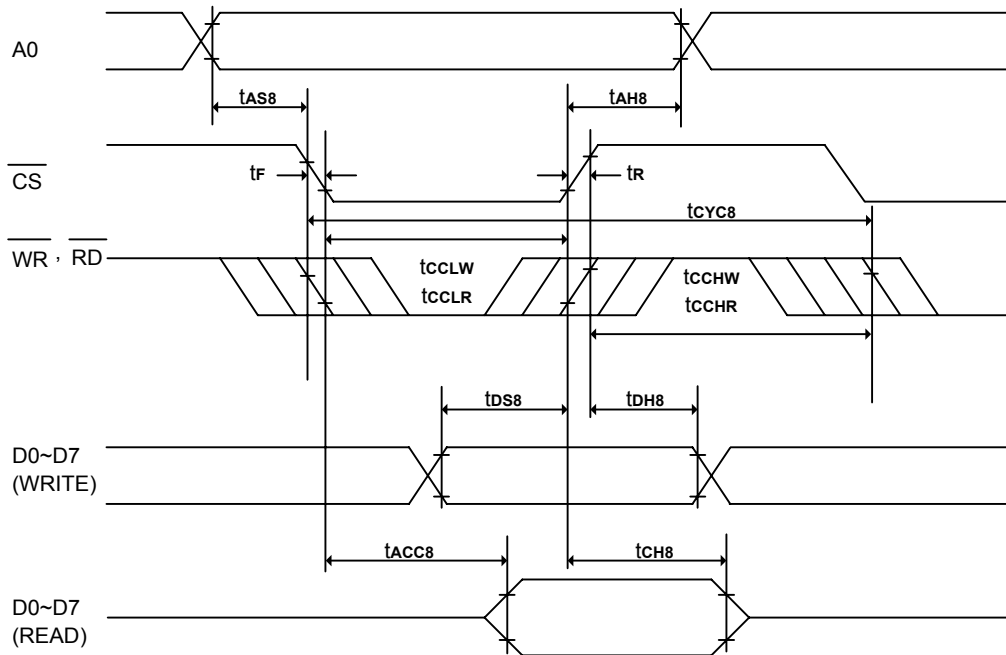 A0
tAS8
tAH8
CS
tF
tR
tCYC8
WR , RD
tCCLW
tCCHW
tCCLR
tCCHR
tDS8
tDH8
D0~D7
(WRITE)
tACC8
tCH8
D0~D7
(READ)